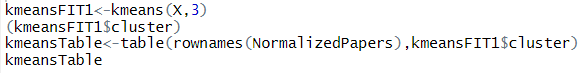 kmeansFIT1<-kmeans(X,3)
(kmeansFIT1$cluster)
kmeansTable<-table(rownames(NormalizedPapers),kmeansFIT1$cluster)
kmeansTable